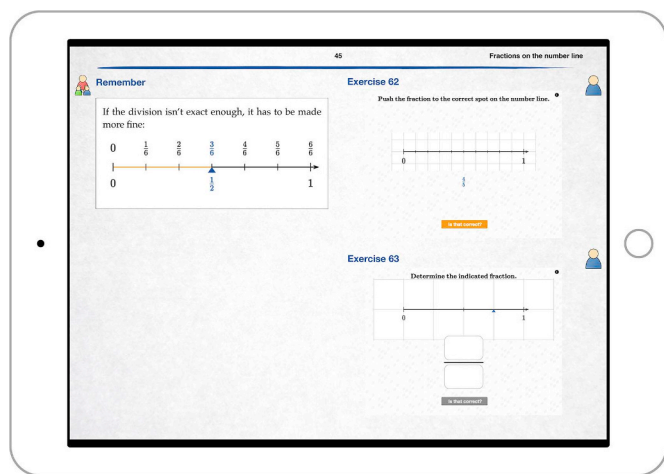 45
Fractions on the number line
Remember
If the division isn't exact enough, it has to be made
more fine:
0 1/6 2/6 3/6 4/6 5/6 6/6
0 1/2 1
Exercise 62
Push the fraction to the correct spot on the number line.
0 1
Is that correct?
Exercise 63
Determine the indicated fraction.
0 1
Is that correct?